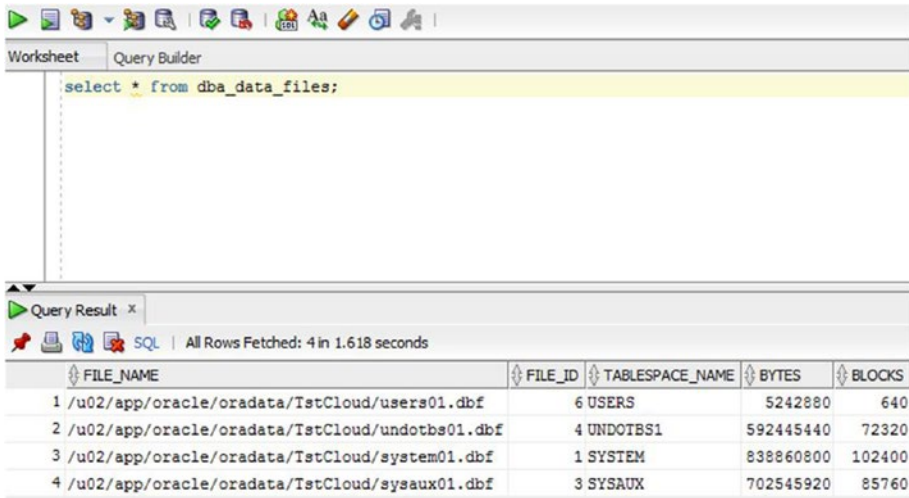 Worksheet Query Builder
select * from dba_data_files;
Query Result x
SQL | All Rows Fetched: 4 in 1.618 seconds
FILE_NAME FILE_ID TABLESPACE_NAME BYTES BLOCKS
1 /u02/app/oracle/oradata/TstCloud/users01.dbf 6 USERS 5242880 640
2 /u02/app/oracle/oradata/TstCloud/undotbs01.dbf 4 UNDOTBS1 592445440 72320
3 /u02/app/oracle/oradata/TstCloud/system01.dbf 1 SYSTEM 838860800 102400
4 /u02/app/oracle/oradata/TstCloud/sysaux01.dbf 3 SYSAUX 702545920 85760